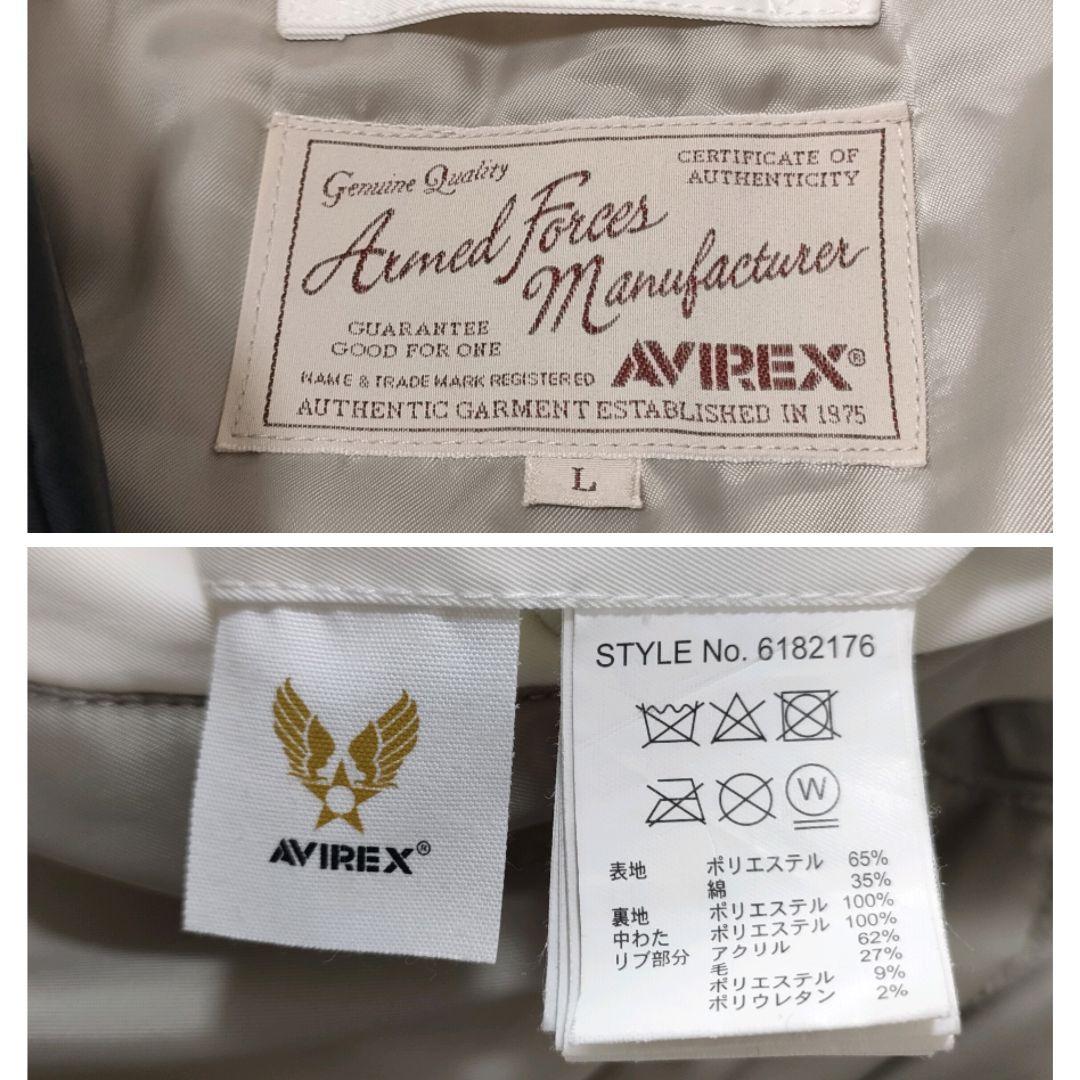 Genuine Quality
CERTIFICATE OF
AUTHENTICITY
Armed Forces
Manufacturer
GUARANTEE
GOOD FOR ONE
NAME & TRADE MARK REGISTERED
AVIREX®
AUTHENTIC GARMENT ESTABLISHED IN 1975
L
AVIREX®
STYLE No. 6182176
W
表地 ポリエステル 65%
綿 35%
裏地 ポリエステル 100%
中わた ポリエステル 100%
リブ部分 アクリル 62%
毛 27%
ポリエステル 9%
ポリウレタン 2%